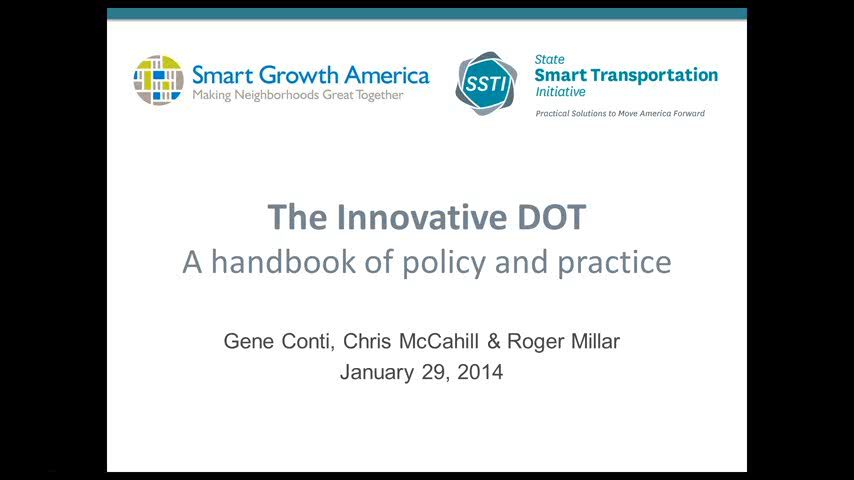 Smart Growth America
Making Neighborhoods Great Together
SSTI
State
Smart Transportation
Initiative
Practical Solutions to Move America Forward
The Innovative DOT
A handbook of policy and practice
Gene Conti, Chris McCahill & Roger Millar
January 29, 2014